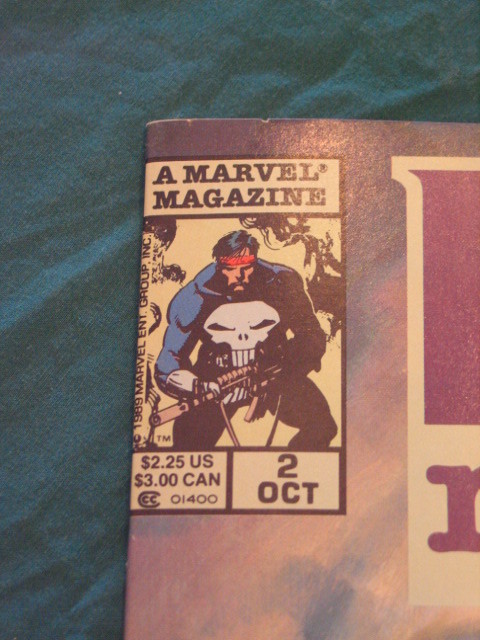 A MARVEL®
MAGAZINE
© 1989 MARVEL ENT. GROUP, INC.
TM
$2.25 US
$3.00 CAN
CC 01400
2
OCT